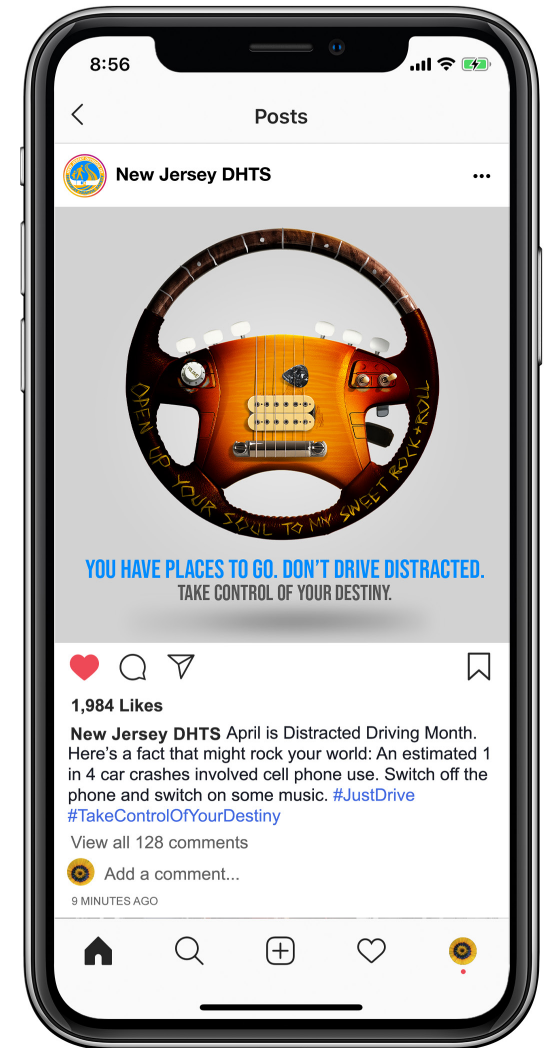 8:56
Posts
New Jersey DHTS
OPEN UP YOUR SOUL TO MY SWEET ROCK+ROLL
YOU HAVE PLACES TO GO. DON'T DRIVE DISTRACTED.
TAKE CONTROL OF YOUR DESTINY.
1,984 Likes
New Jersey DHTS April is Distracted Driving Month.
Here's a fact that might rock your world: An estimated 1
in 4 car crashes involved cell phone use. Switch off the
phone and switch on some music. #JustDrive
#TakeControlOfYourDestiny
View all 128 comments
Add a comment...
9 MINUTES AGO